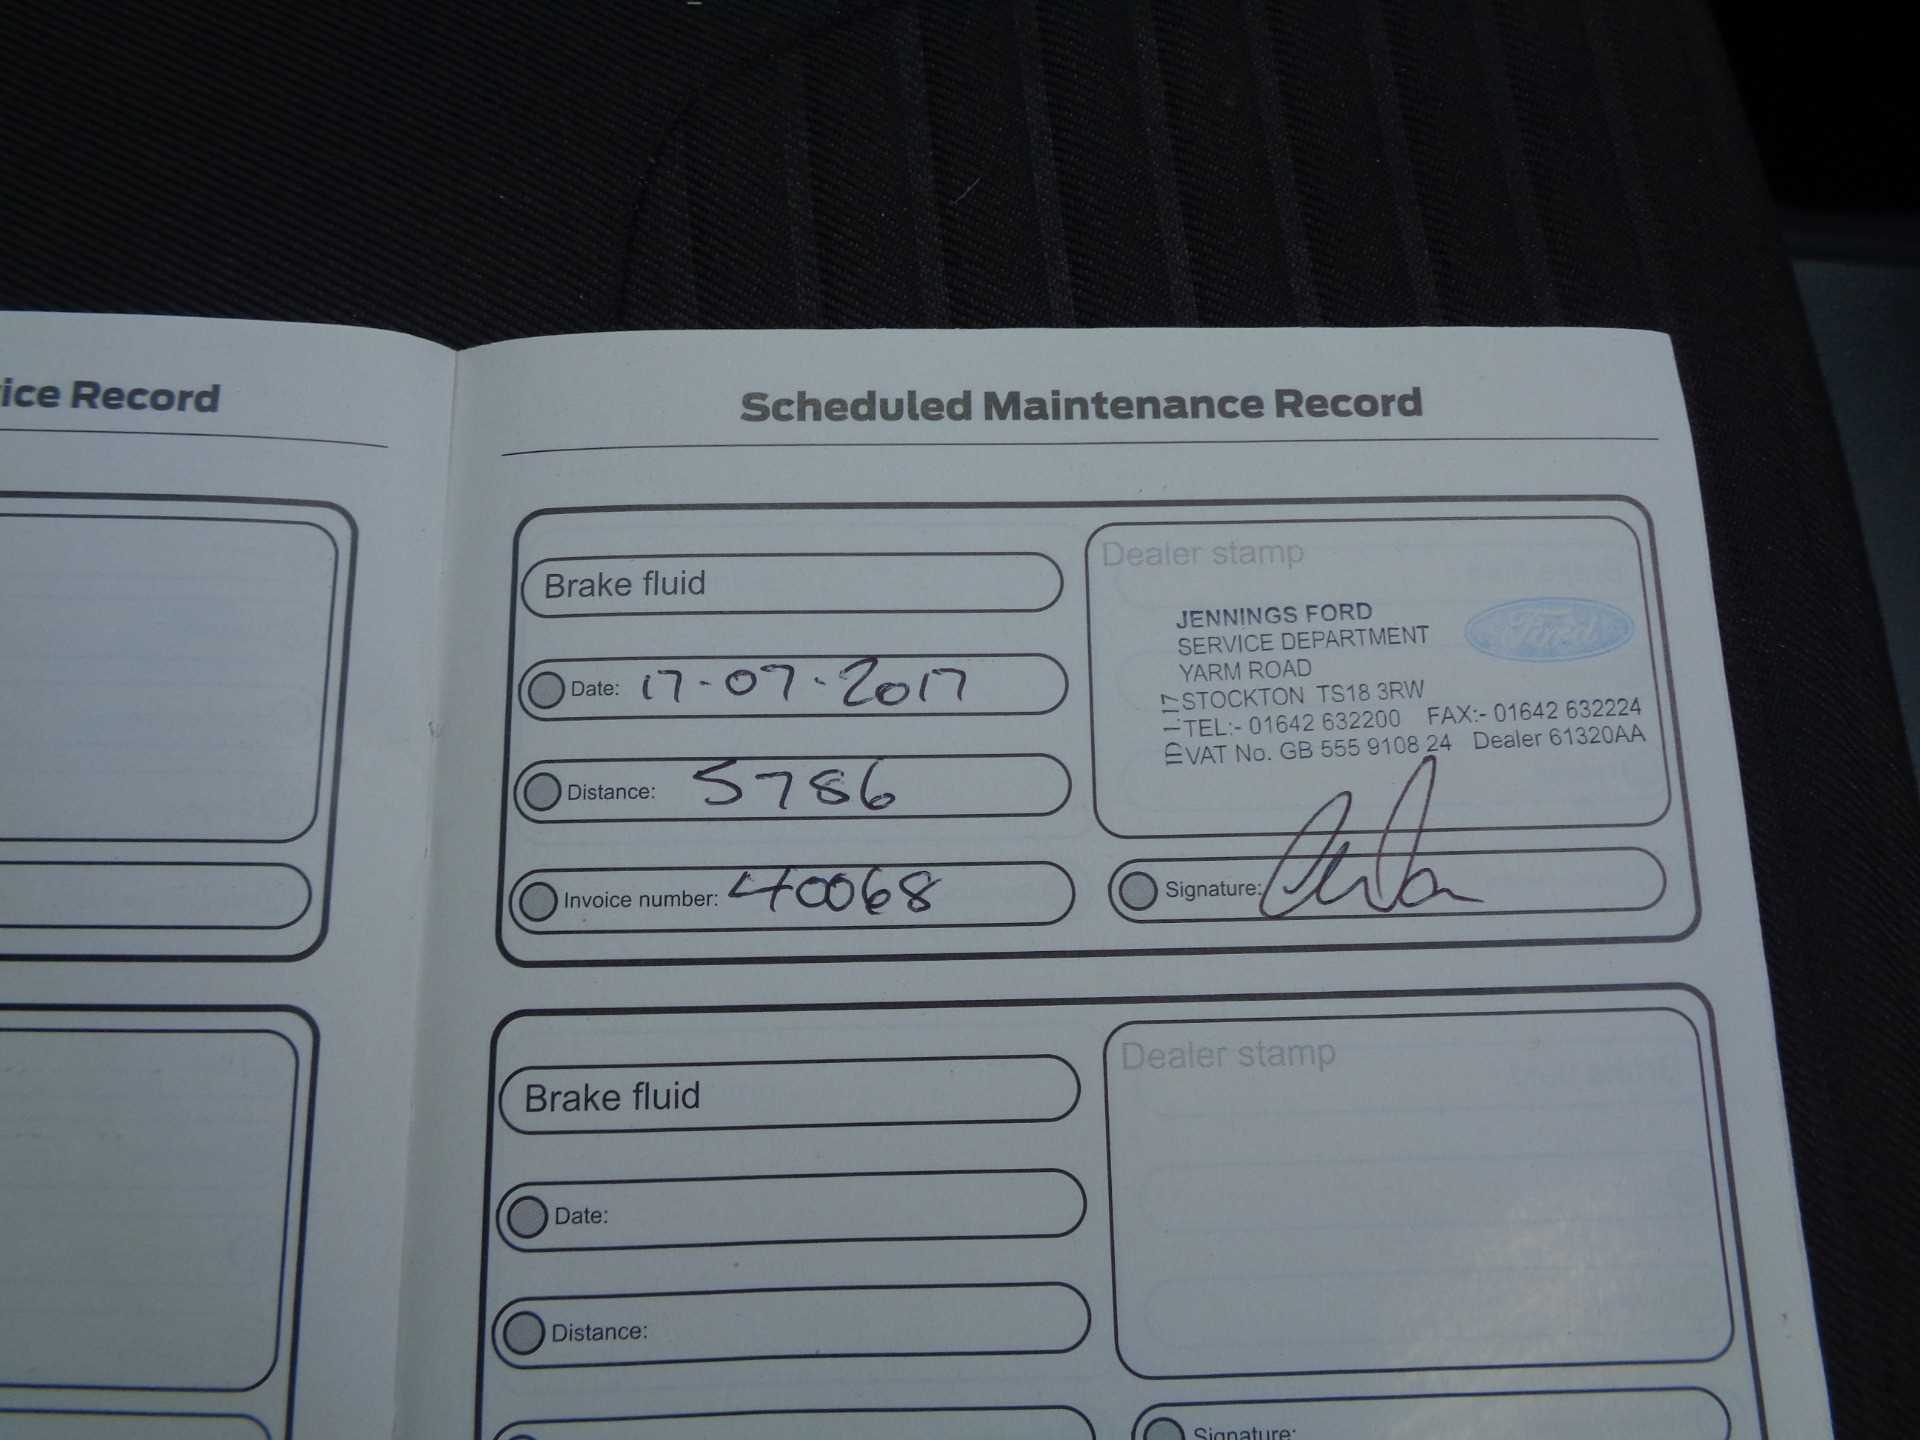 ice Record
Scheduled Maintenance Record
Brake fluid
Date: 17-07-2017
Distance: 5786
Invoice number: 40068
Dealer stamp
JENNINGS FORD
SERVICE DEPARTMENT
YARM ROAD
STOCKTON TS18 3RW
TEL:- 01642 632200 FAX:- 01642 632224
VAT No. GB 555 9108 24 Dealer 61320AA
Ford
Signature:
Brake fluid
Date:
Distance:
Dealer stamp
Signature: